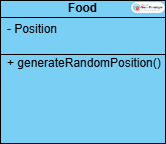 Food
- Position
+ generateRandomPosition()